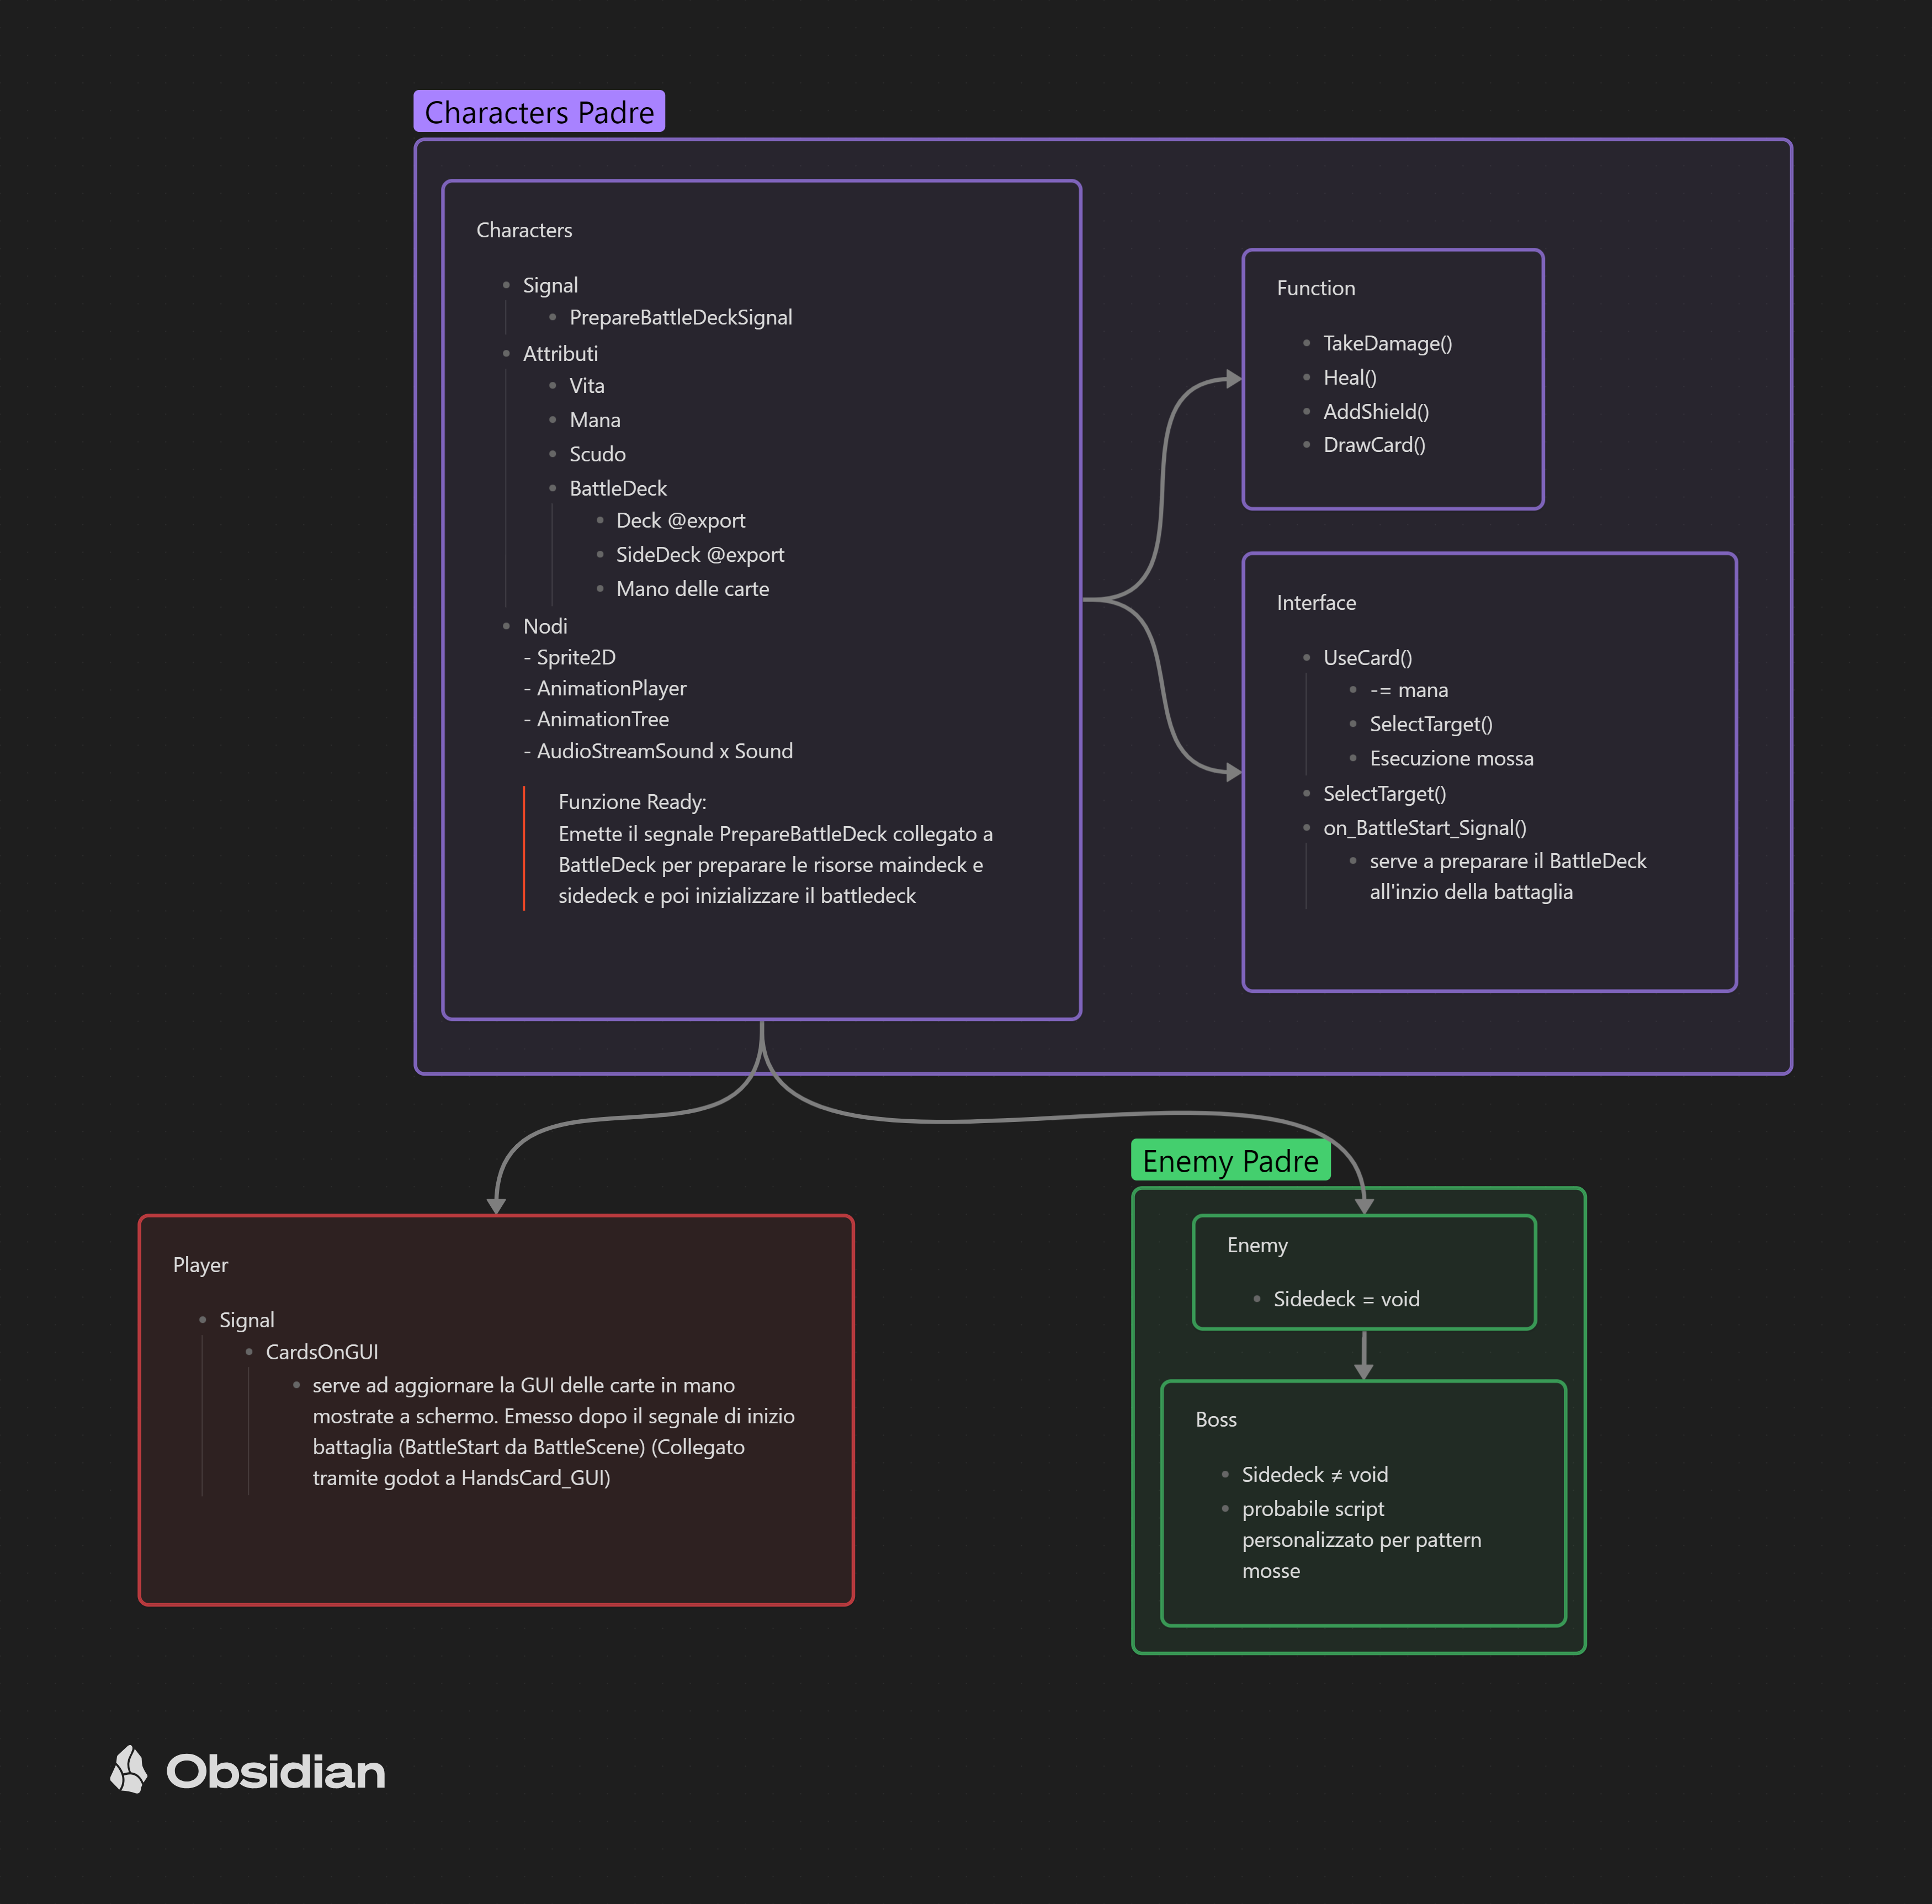 Characters Padre
Characters
Signal
PrepareBattleDeckSignal
Attributi
Vita
Mana
Scudo
BattleDeck
Deck @export
SideDeck @export
Mano delle carte
Nodi
- Sprite2D
- AnimationPlayer
- AnimationTree
- AudioStreamSound x Sound
Funzione Ready:
Emette il segnale PrepareBattleDeck collegato a
BattleDeck per preparare le risorse maindeck e
sidedeck e poi inizializzare il battledeck
Function
TakeDamage()
Heal()
AddShield()
DrawCard()
Interface
UseCard()
-= mana
SelectTarget()
Esecuzione mossa
SelectTarget()
on_BattleStart_Signal()
serve a preparare il BattleDeck
all'inzio della battaglia
Player
Signal
CardsOnGUI
serve ad aggiornare la GUI delle carte in mano
mostrate a schermo. Emesso dopo il segnale di inizio
battaglia (BattleStart da BattleScene) (Collegato
tramite godot a HandsCard_GUI)
Enemy Padre
Enemy
Sidedeck = void
Boss
Sidedeck ≠ void
probabile script
personalizzato per pattern
mosse
Obsidian